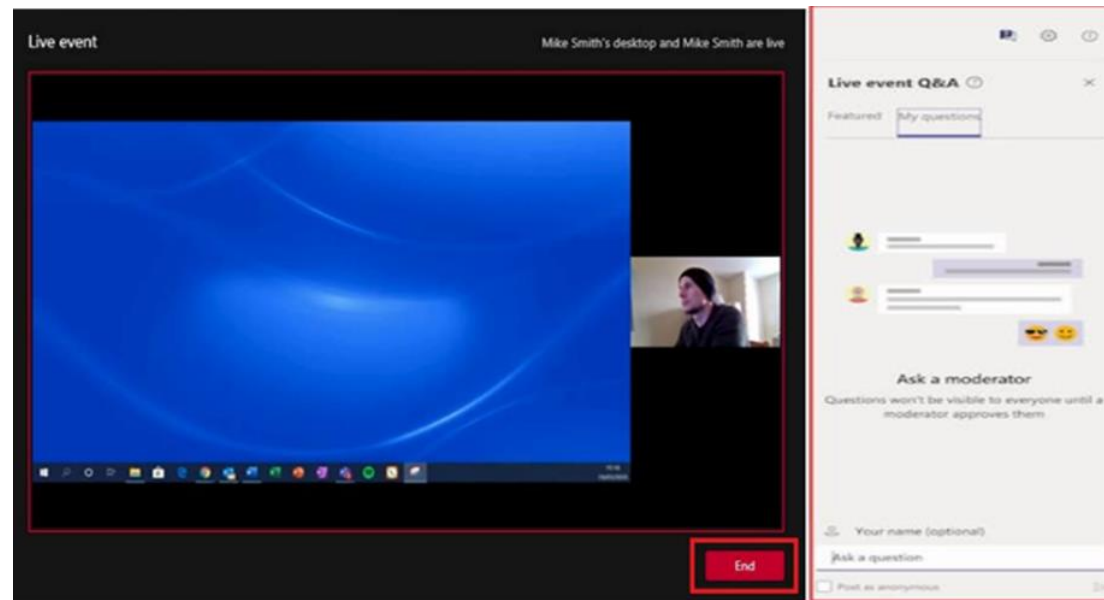 Live event
Mike Smith's desktop and Mike Smith are live
End
Live event Q&A
Featured
My questions
Ask a moderator
Questions won't be visible to everyone until a
moderator approves them
Your name (optional)
Ask a question
Post as anonymous